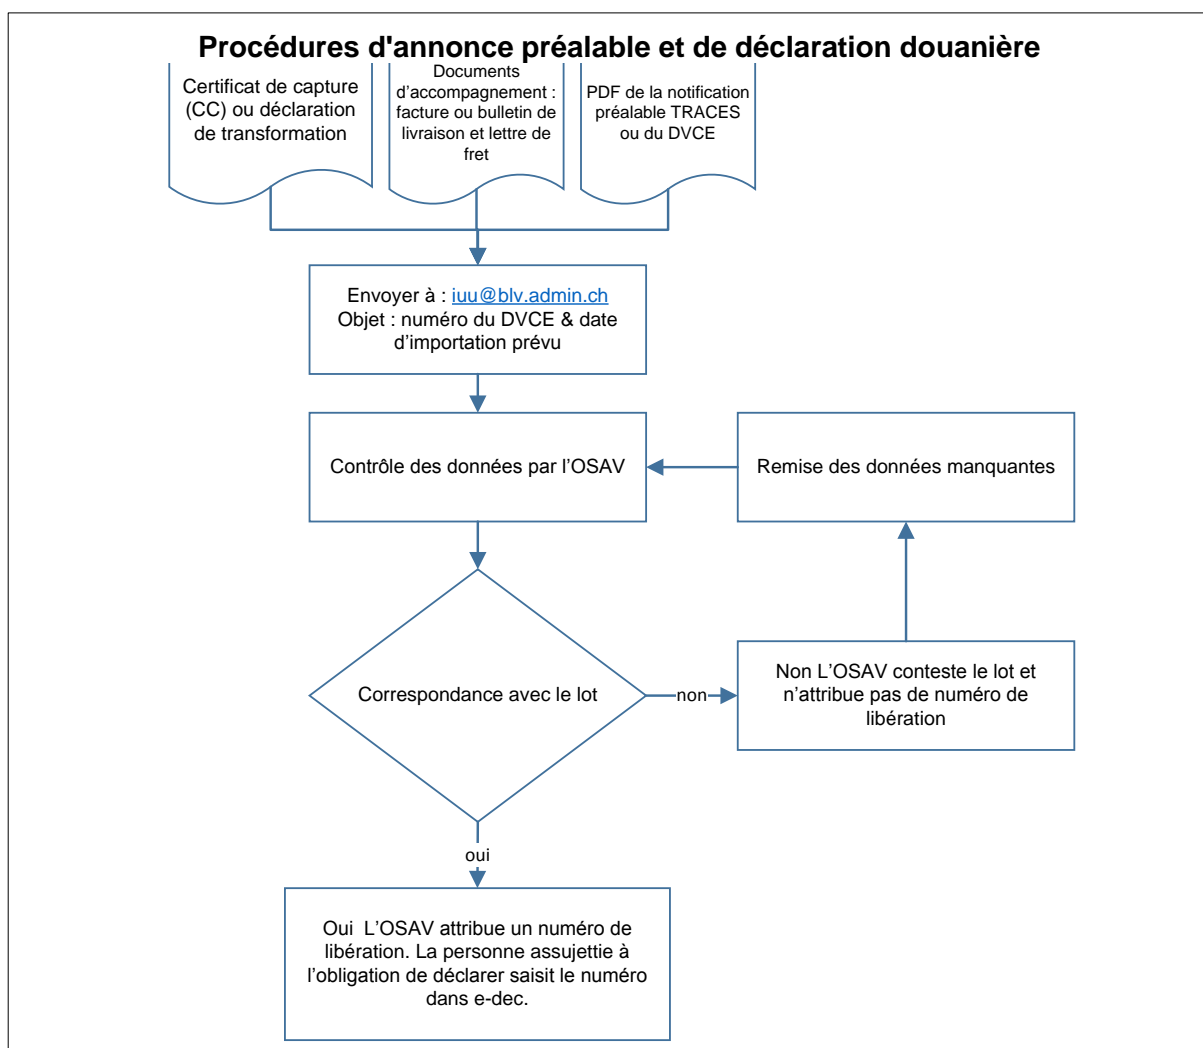 Procédures d'annonce préalable et de déclaration douanière
Certificat de capture
(CC) ou déclaration
de transformation
Documents
d’accompagnement :
facture ou bulletin de
livraison et lettre de
fret
PDF de la notification
préalable TRACES
ou du DVCE
Envoyer à : iuu@blv.admin.ch
Objet : numéro du DVCE & date
d’importation prévu
Contrôle des données par l’OSAV
Remise des données manquantes
Correspondance avec le lot
non
Non L’OSAV conteste le lot et
n’attribue pas de numéro de
libération
oui
Oui  L’OSAV attribue un numéro de
libération. La personne assujettie à
l’obligation de déclarer saisit le numéro
dans e-dec.